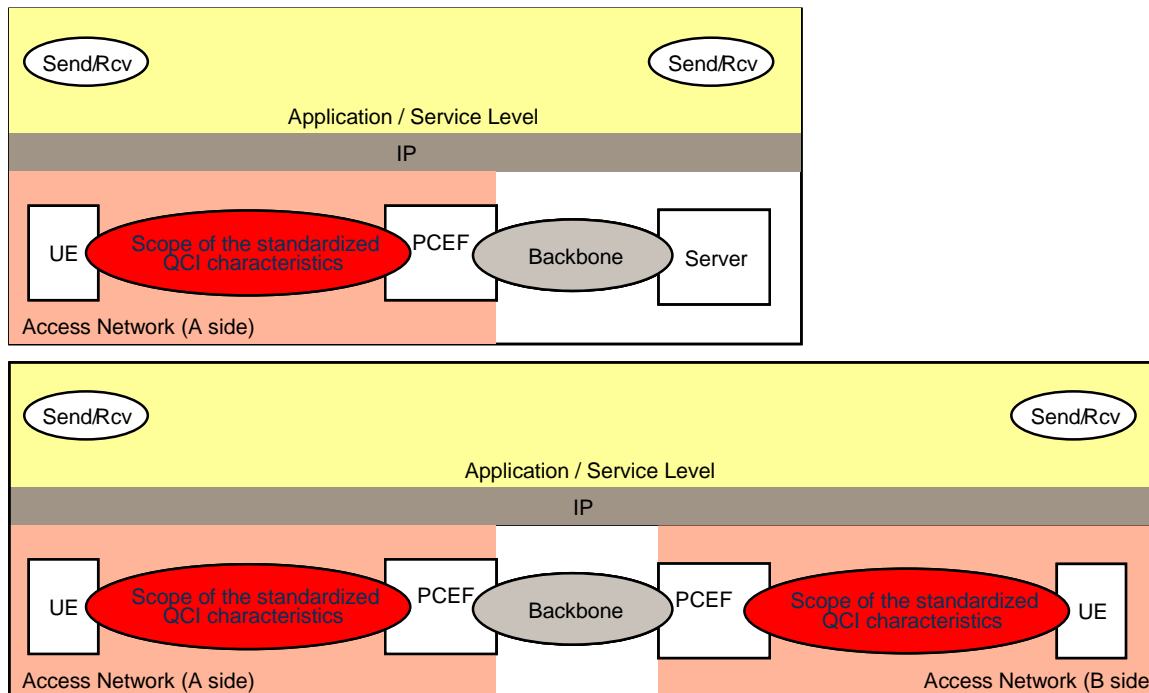 Send/Rcv
Send/Rcv
Application / Service Level
IP
UE
Scope of the standardized
QCI characteristics
PCEF
Backbone
Server
Access Network (A side)
Send/Rcv
Send/Rcv
Application / Service Level
IP
UE
Scope of the standardized
QCI characteristics
PCEF
Backbone
PCEF
Scope of the standardized
QCI characteristics
UE
Access Network (A side)
Access Network (B side